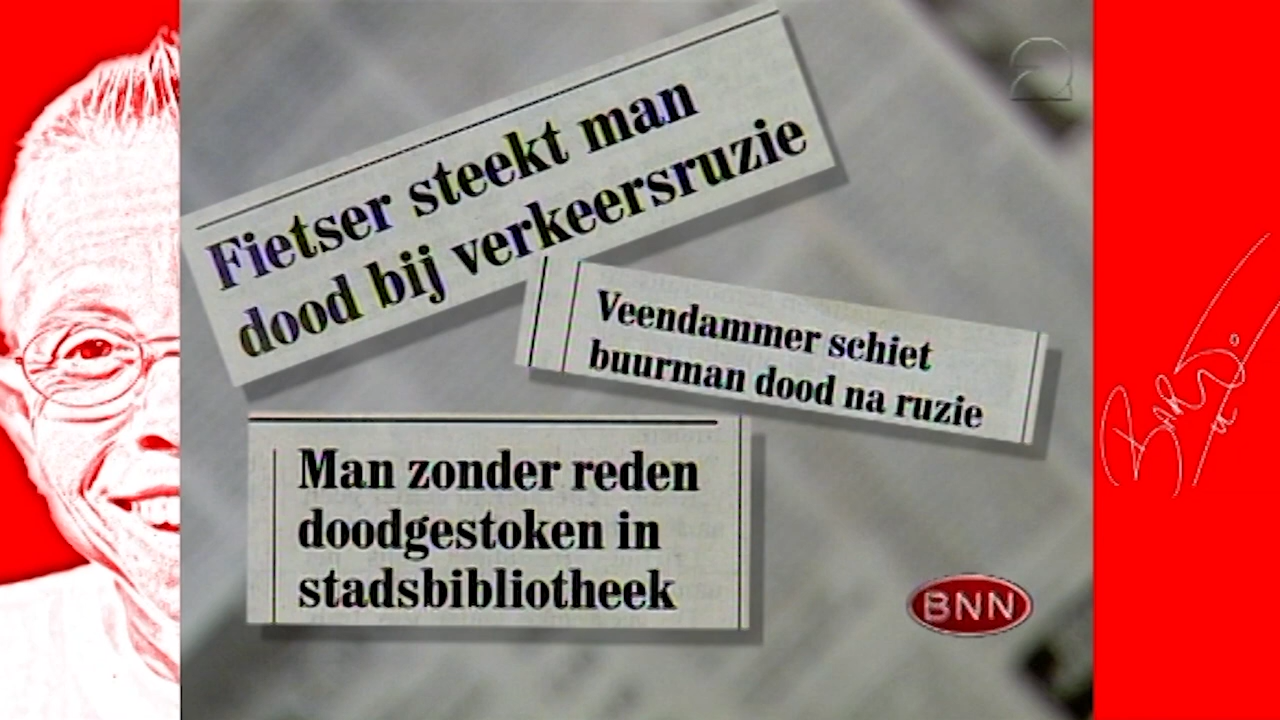 2
Fietser steekt man
dood bij verkeersruzie
Veendammer schiet
buurman dood na ruzie
Man zonder reden
doodgestoken in
stadsbibliotheek
BNN